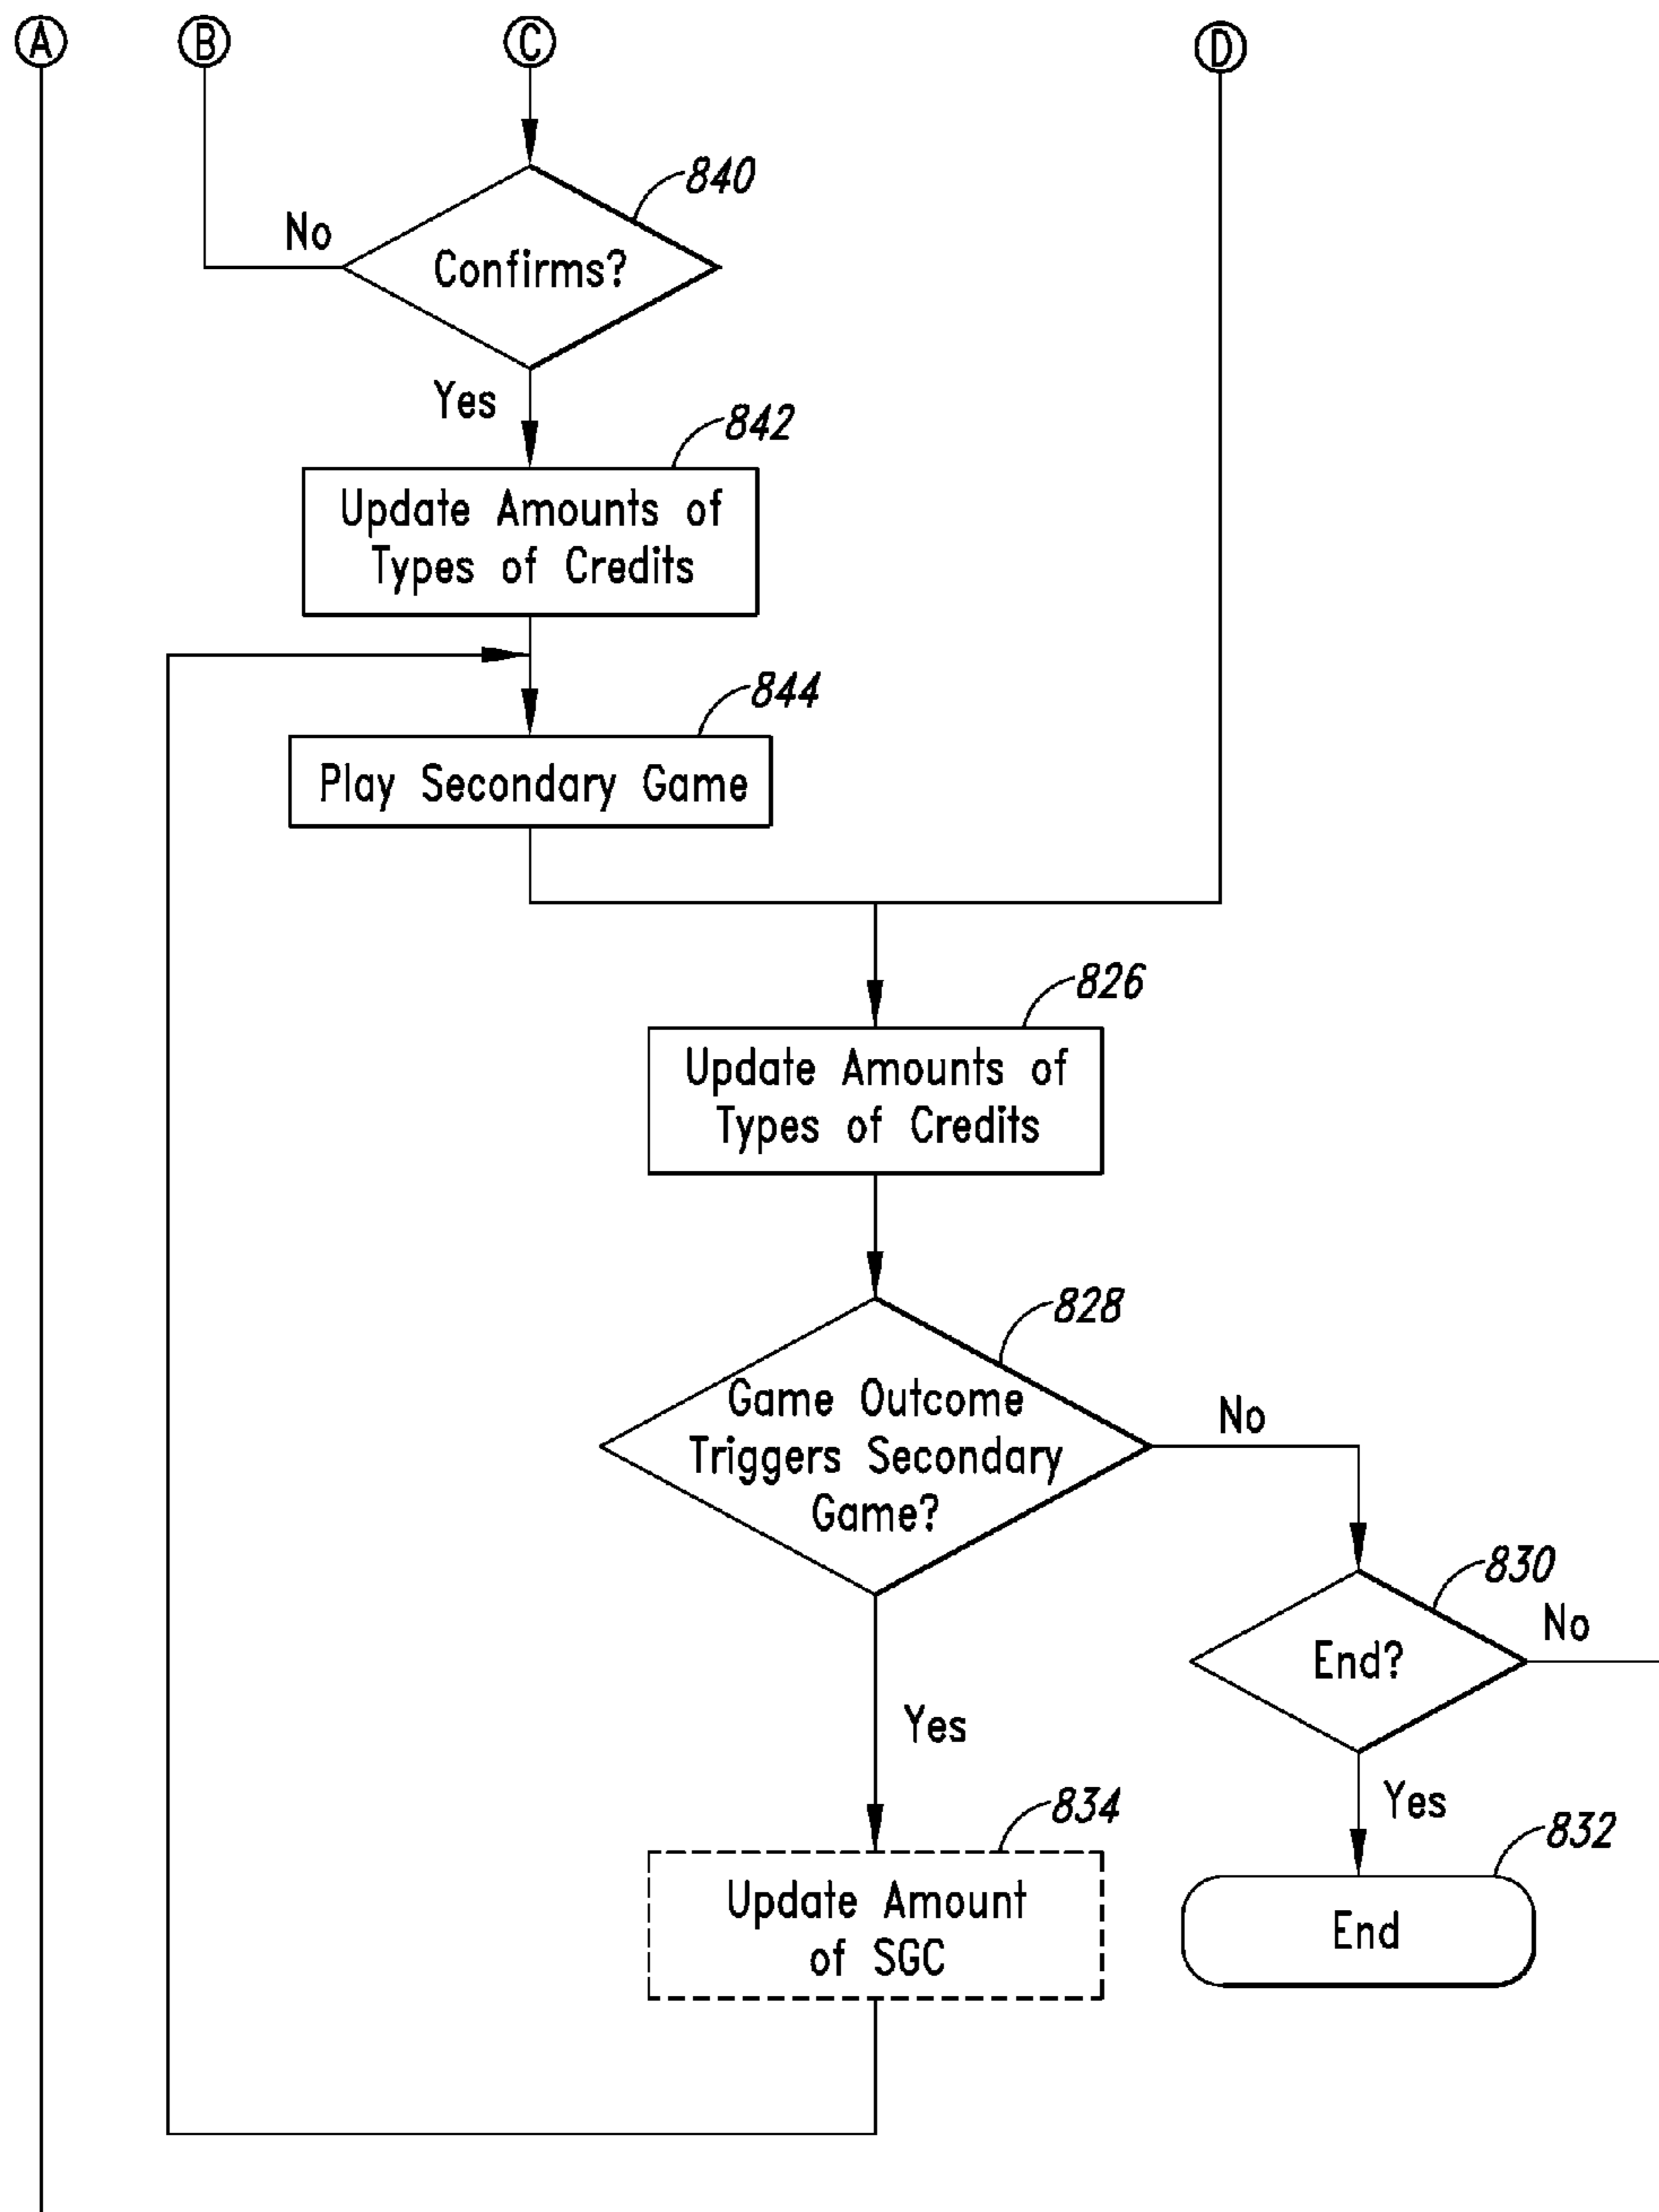 A
B
C
D
840
No
Confirms?
Yes
842
Update Amounts of
Types of Credits
844
Play Secondary Game
826
Update Amounts of
Types of Credits
828
Game Outcome
Triggers Secondary
Game?
No
830
No
End?
Yes
Yes
834
832
Update Amount
of SGC
End